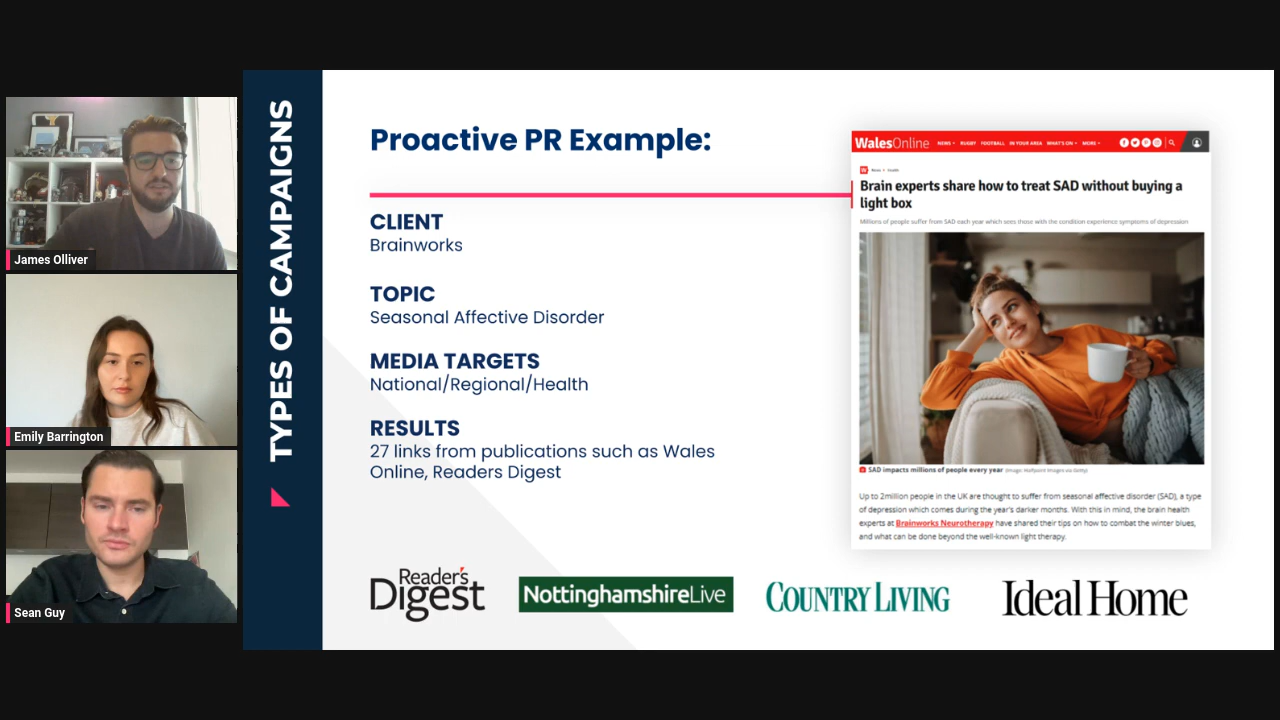 James Olliver
Emily Barrington
Sean Guy
TYPES OF CAMPAIGNS
Proactive PR Example:
CLIENT
Brainworks
TOPIC
Seasonal Affective Disorder
MEDIA TARGETS
National/Regional/Health
RESULTS
27 links from publications such as Wales
Online, Readers Digest
WalesOnline
NEWS RUGBY FOOTBALL IN YOUR AREA WHAT'S ON MORE
W News Health
Brain experts share how to treat SAD without buying a
light box
Millions of people suffer from SAD each year which sees those with the condition experience symptoms of depression
SAD impacts millions of people every year (Image: Halfpoint Images via Getty)
Up to 2million people in the UK are thought to suffer from seasonal affective disorder (SAD), a type
of depression which comes during the year's darker months. With this in mind, the brain health
experts at Brainworks Neurotherapy have shared their tips on how to combat the winter blues,
and what can be done beyond the well-known light therapy.
Reader's
Digest
NottinghamshireLive
COUNTRY LIVING
Ideal Home